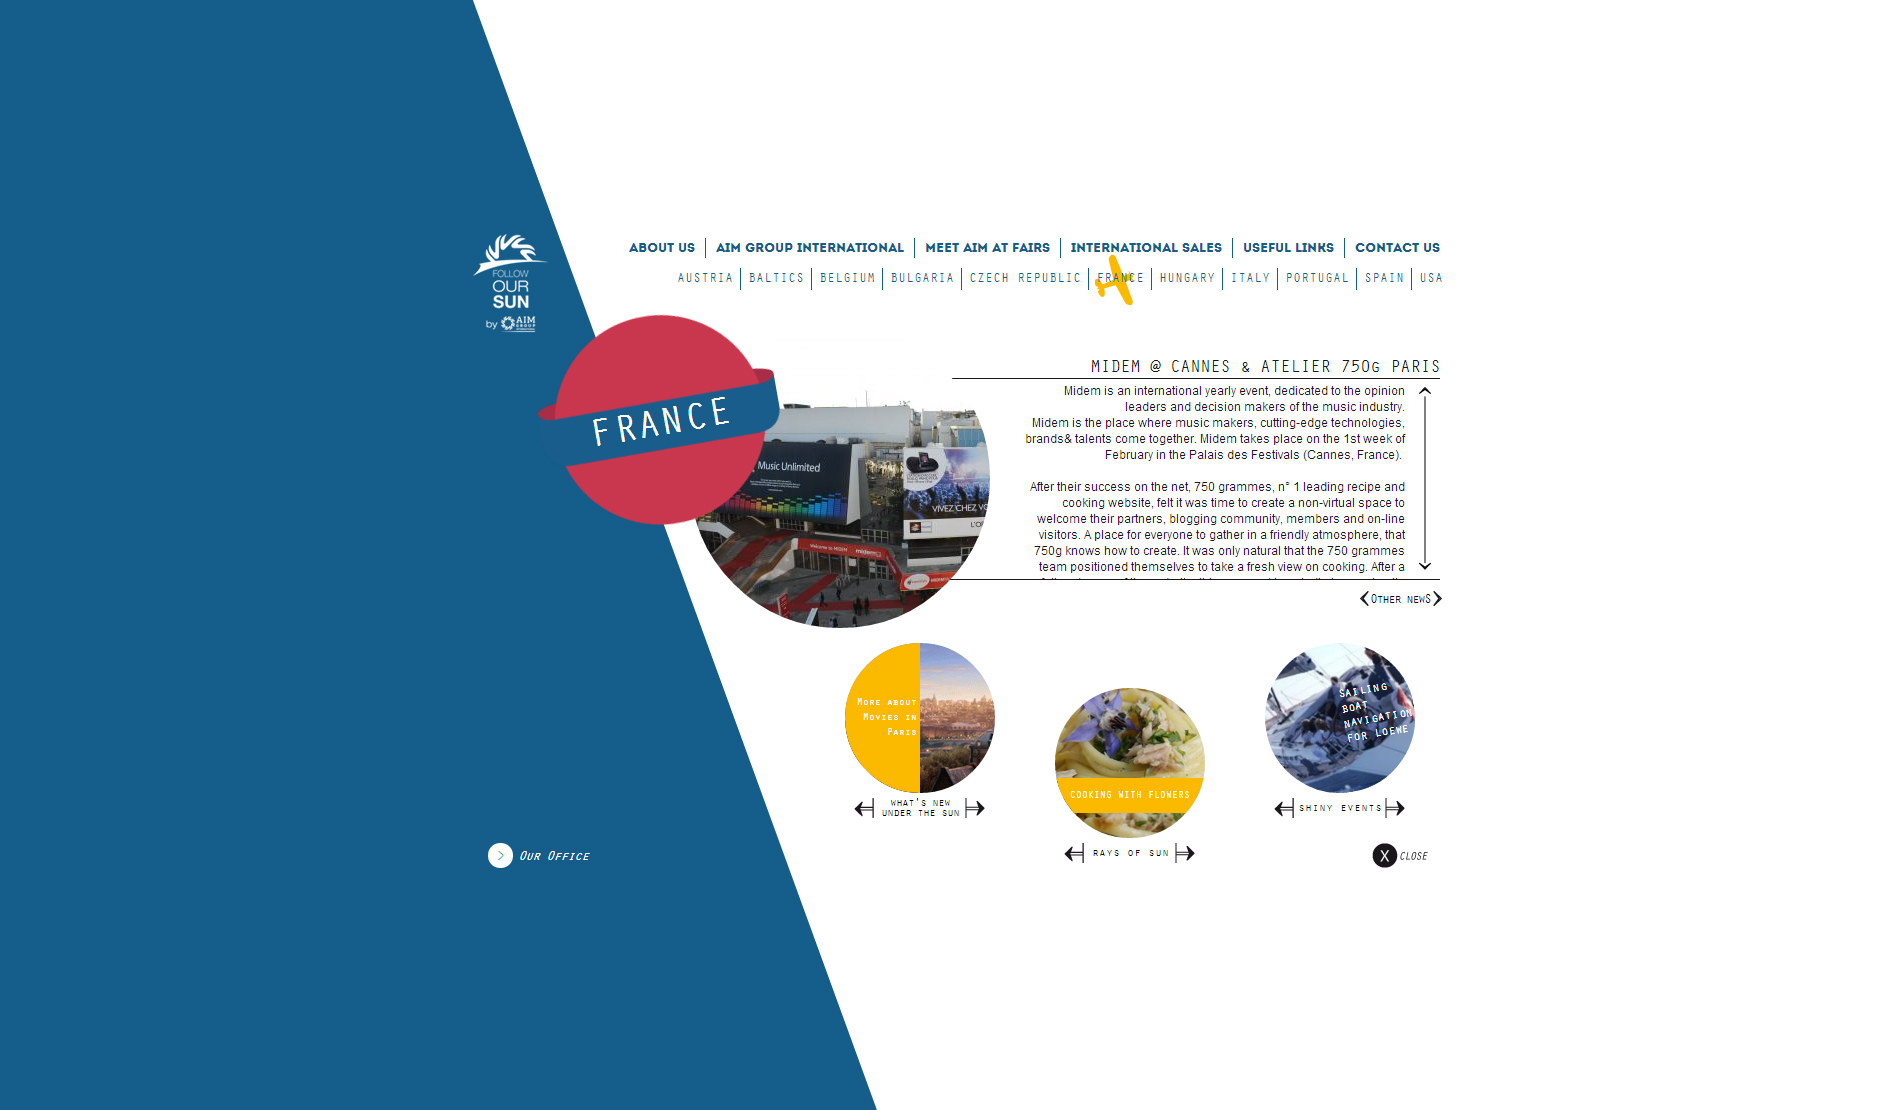 ABOUT US
AIM GROUP INTERNATIONAL
MEET AIM AT FAIRS
INTERNATIONAL SALES
USEFUL LINKS
CONTACT US
AUSTRIA
BALTICS
BELGIUM
BULGARIA
CZECH REPUBLIC
FRANCE
HUNGARY
ITALY
PORTUGAL
SPAIN
USA
FOLLOW
OUR
SUN
by AIM
GROUP
FRANCE
MIDEM @ CANNES & ATELIER 750G PARIS
Midem is an international yearly event, dedicated to the opinion
leaders and decision makers of the music industry.
Midem is the place where music makers, cutting-edge technologies,
brands& talents come together. Midem takes place on the 1st week of
February in the Palais des Festivals (Cannes, France).
After their success on the net, 750 grammes, n° 1 leading recipe and
cooking website, felt it was time to create a non-virtual space to
welcome their partners, blogging community, members and on-line
visitors. A place for everyone to gather in a friendly atmosphere, that
750g knows how to create. It was only natural that the 750 grammes
team positioned themselves to take a fresh view on cooking. After a
Music Unlimited
VIVEZ CHEZ VO
L'OR
Welcome to MIDEM
midem
OTHER NEWS
More about
Movies in
Paris
WHAT'S NEW
UNDER THE SUN
COOKING WITH FLOWERS
RAYS OF SUN
SAILING
BOAT
NAVIGATION
FOR LOEWE
SHINY EVENTS
Our Office
X CLOSE